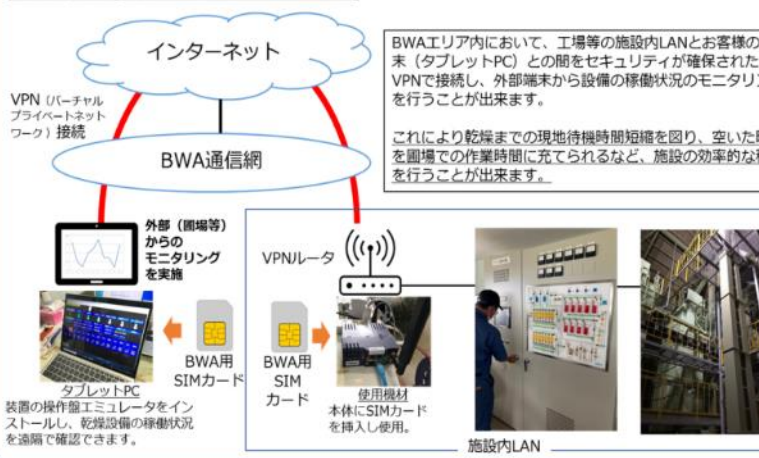 インターネット
BWAエリア内において、工場等の施設内LANとお客様の
末（タブレットPC）との間をセキュリティが確保された
VPNで接続し、外部端末から設備の稼働状況のモニタリ
を行うことが出来ます。
これにより乾燥までの現地待機時間短縮を図り、空いた
を圃場での作業時間に充てられるなど、施設の効率的な
を行うことが出来ます。
VPN（バーチャル
プライベートネット
ワーク）接続
BWA通信網
外部（圃場等）
からの
モニタリング
を実施
VPNルータ
BWA用
SIMカード
BWA用
SIM
カード
タブレットPC
装置の操作盤エミュレータをイン
ストールし、乾燥設備の稼働状況
を遠隔で確認できます。
使用機材
本体にSIMカード
を挿入し使用。
施設内LAN